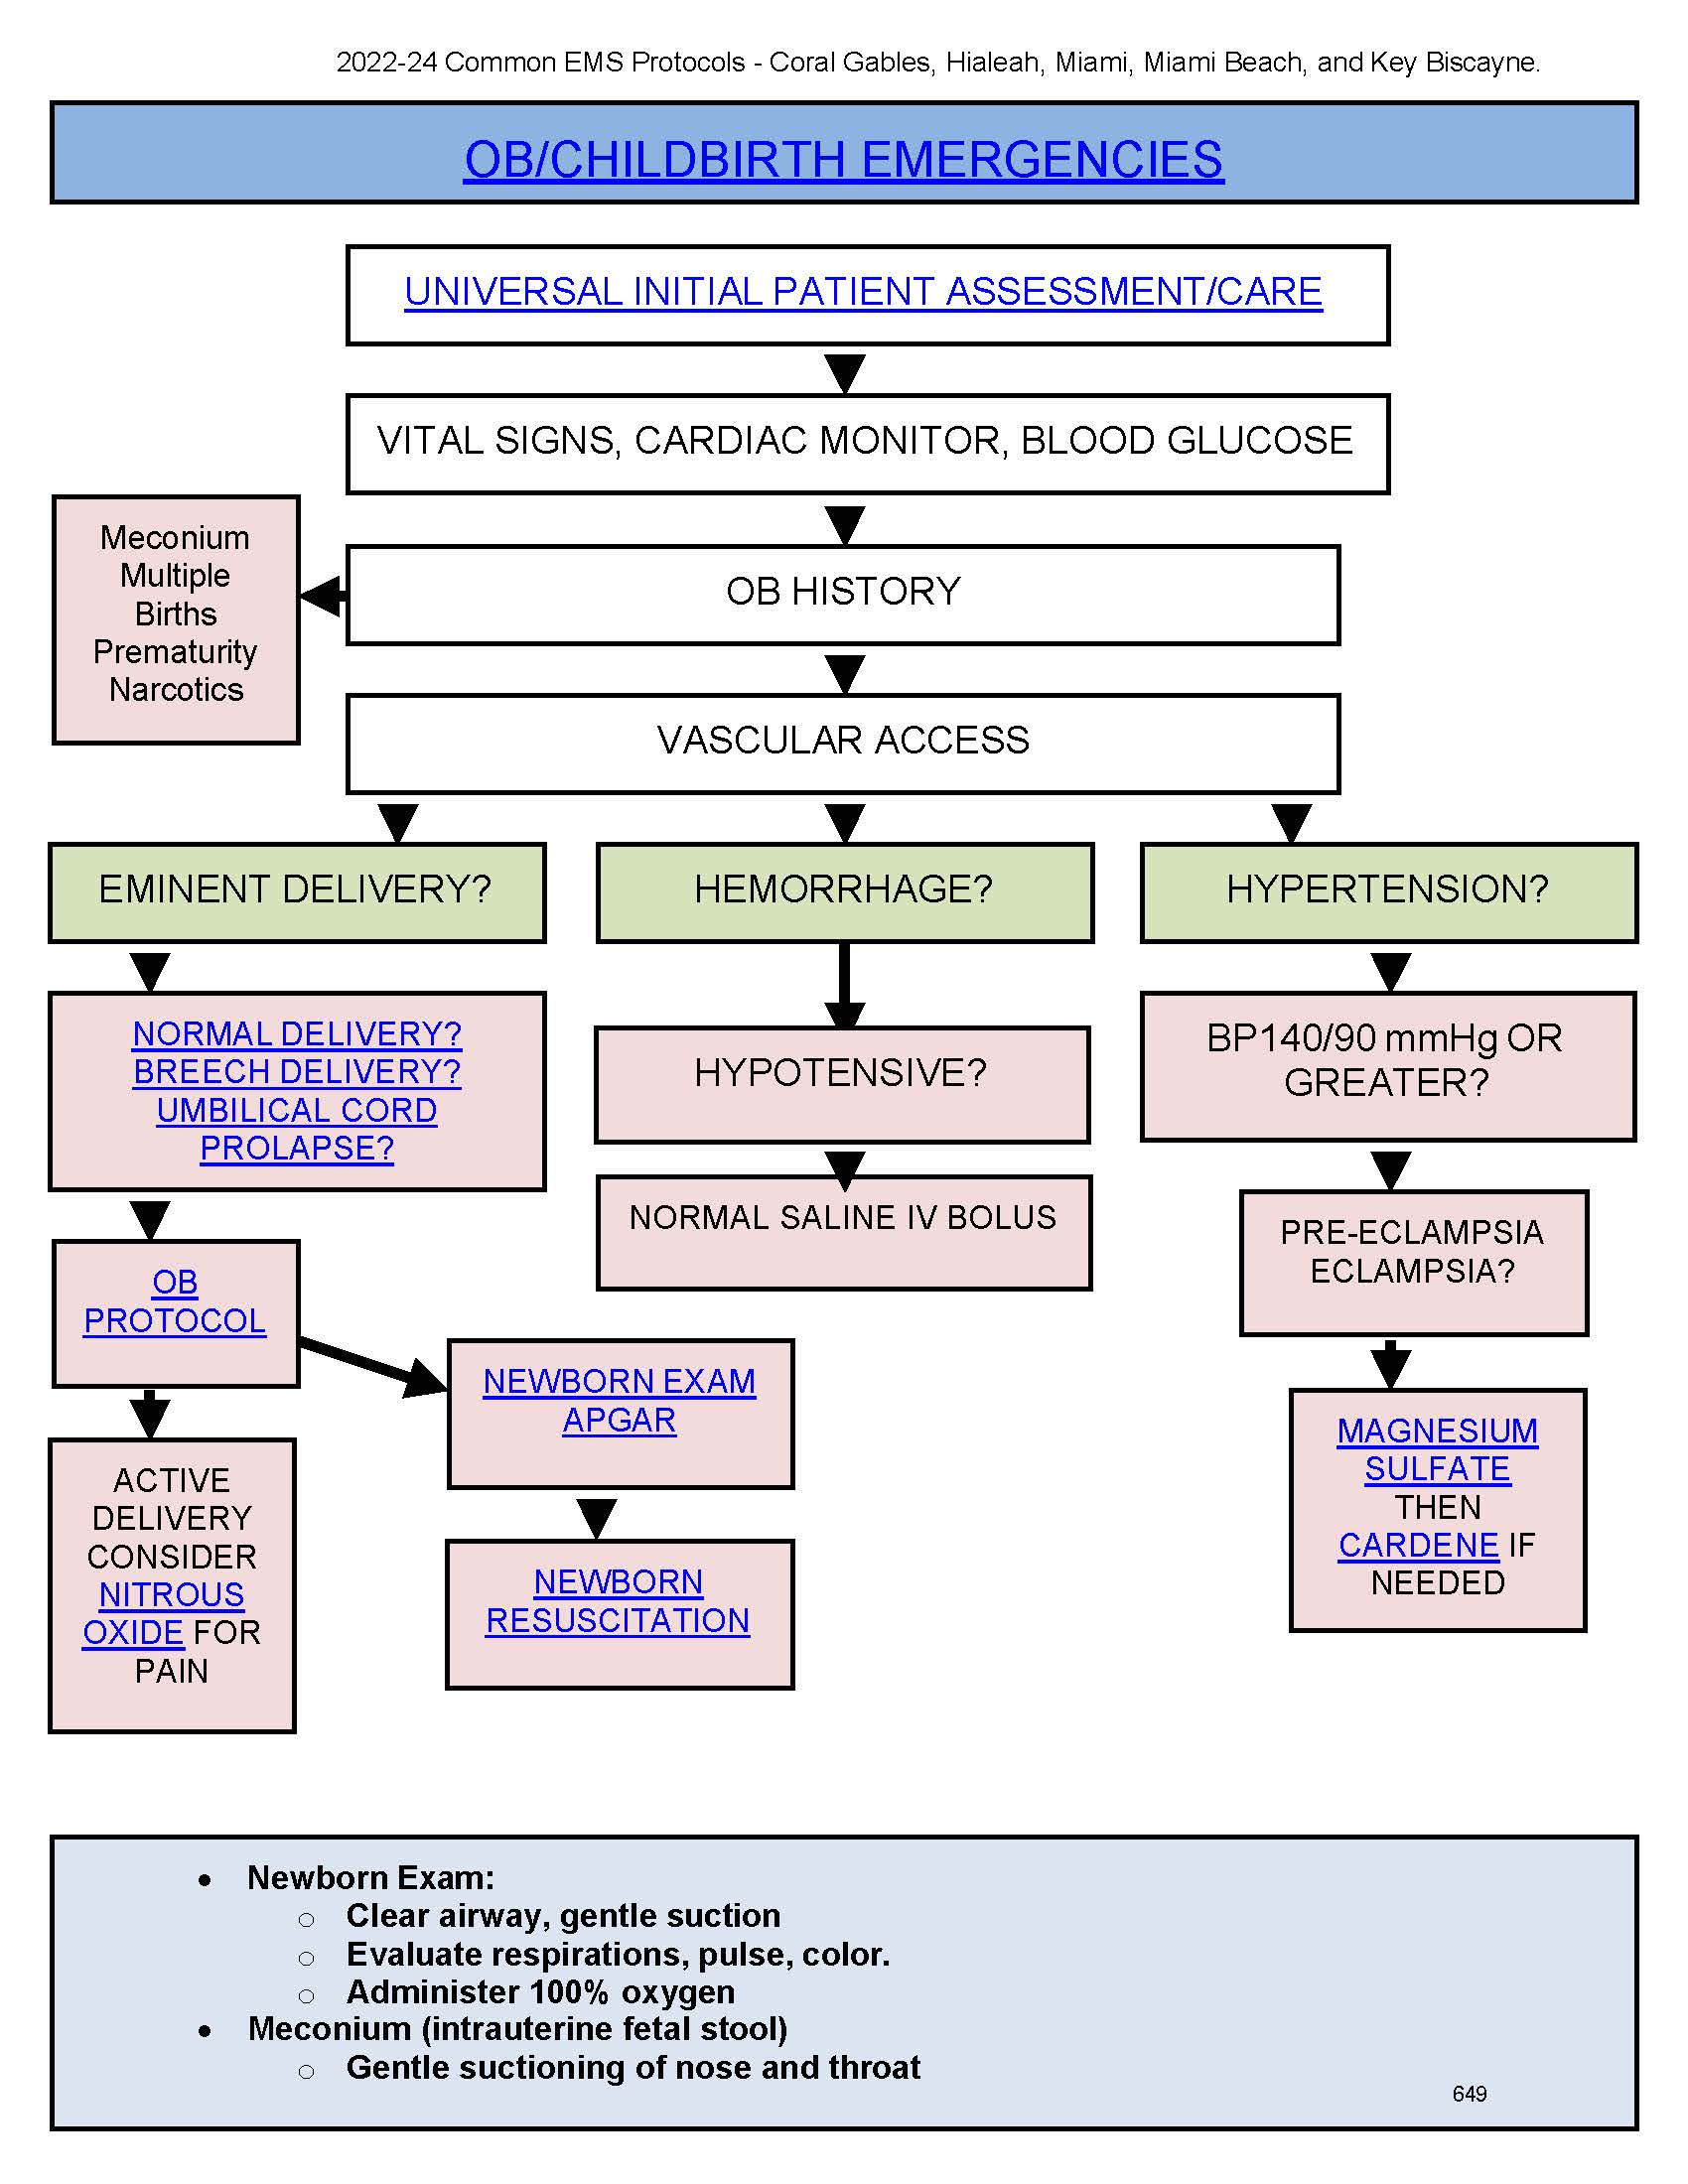 2022-24 Common EMS Protocols - Coral Gables, Hialeah, Miami, Miami Beach, and Key Biscayne.
OB/CHILDBIRTH EMERGENCIES
UNIVERSAL INITIAL PATIENT ASSESSMENT/CARE
VITAL SIGNS, CARDIAC MONITOR, BLOOD GLUCOSE
Meconium
Multiple
Births
Prematurity
Narcotics
OB HISTORY
VASCULAR ACCESS
EMINENT DELIVERY?
HEMORRHAGE?
HYPERTENSION?
NORMAL DELIVERY?
BREECH DELIVERY?
UMBILICAL CORD
PROLAPSE?
HYPOTENSIVE?
BP140/90 mmHg OR
GREATER?
NORMAL SALINE IV BOLUS
PRE-ECLAMPSIA
ECLAMPSIA?
OB
PROTOCOL
NEWBORN EXAM
APGAR
MAGNESIUM
SULFATE
THEN
CARDENE IF
NEEDED
ACTIVE
DELIVERY
CONSIDER
NITROUS
OXIDE FOR
PAIN
NEWBORN
RESUSCITATION
• Newborn Exam:
o Clear airway, gentle suction
o Evaluate respirations, pulse, color.
o Administer 100% oxygen
• Meconium (intrauterine fetal stool)
o Gentle suctioning of nose and throat
649